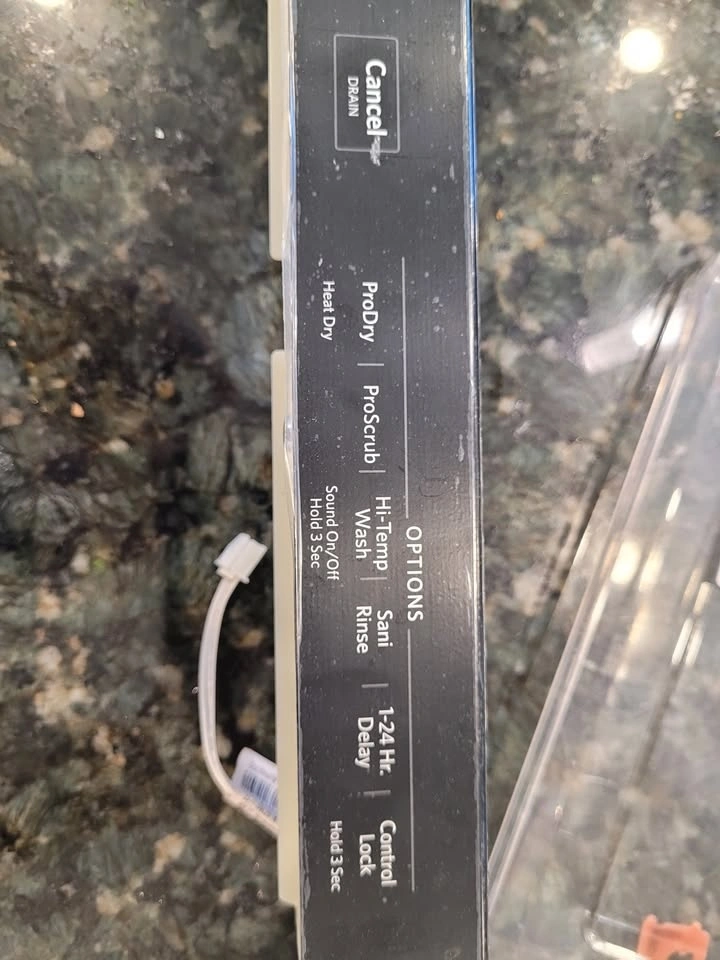 Cancel
DRAIN
OPTIONS
ProDry | ProScrub | Hi-Temp Wash | Sani Rinse | 1-24 Hr. Delay | Control Lock
Heat Dry
Sound On/Off
Hold 3 Sec
Hold 3 Sec